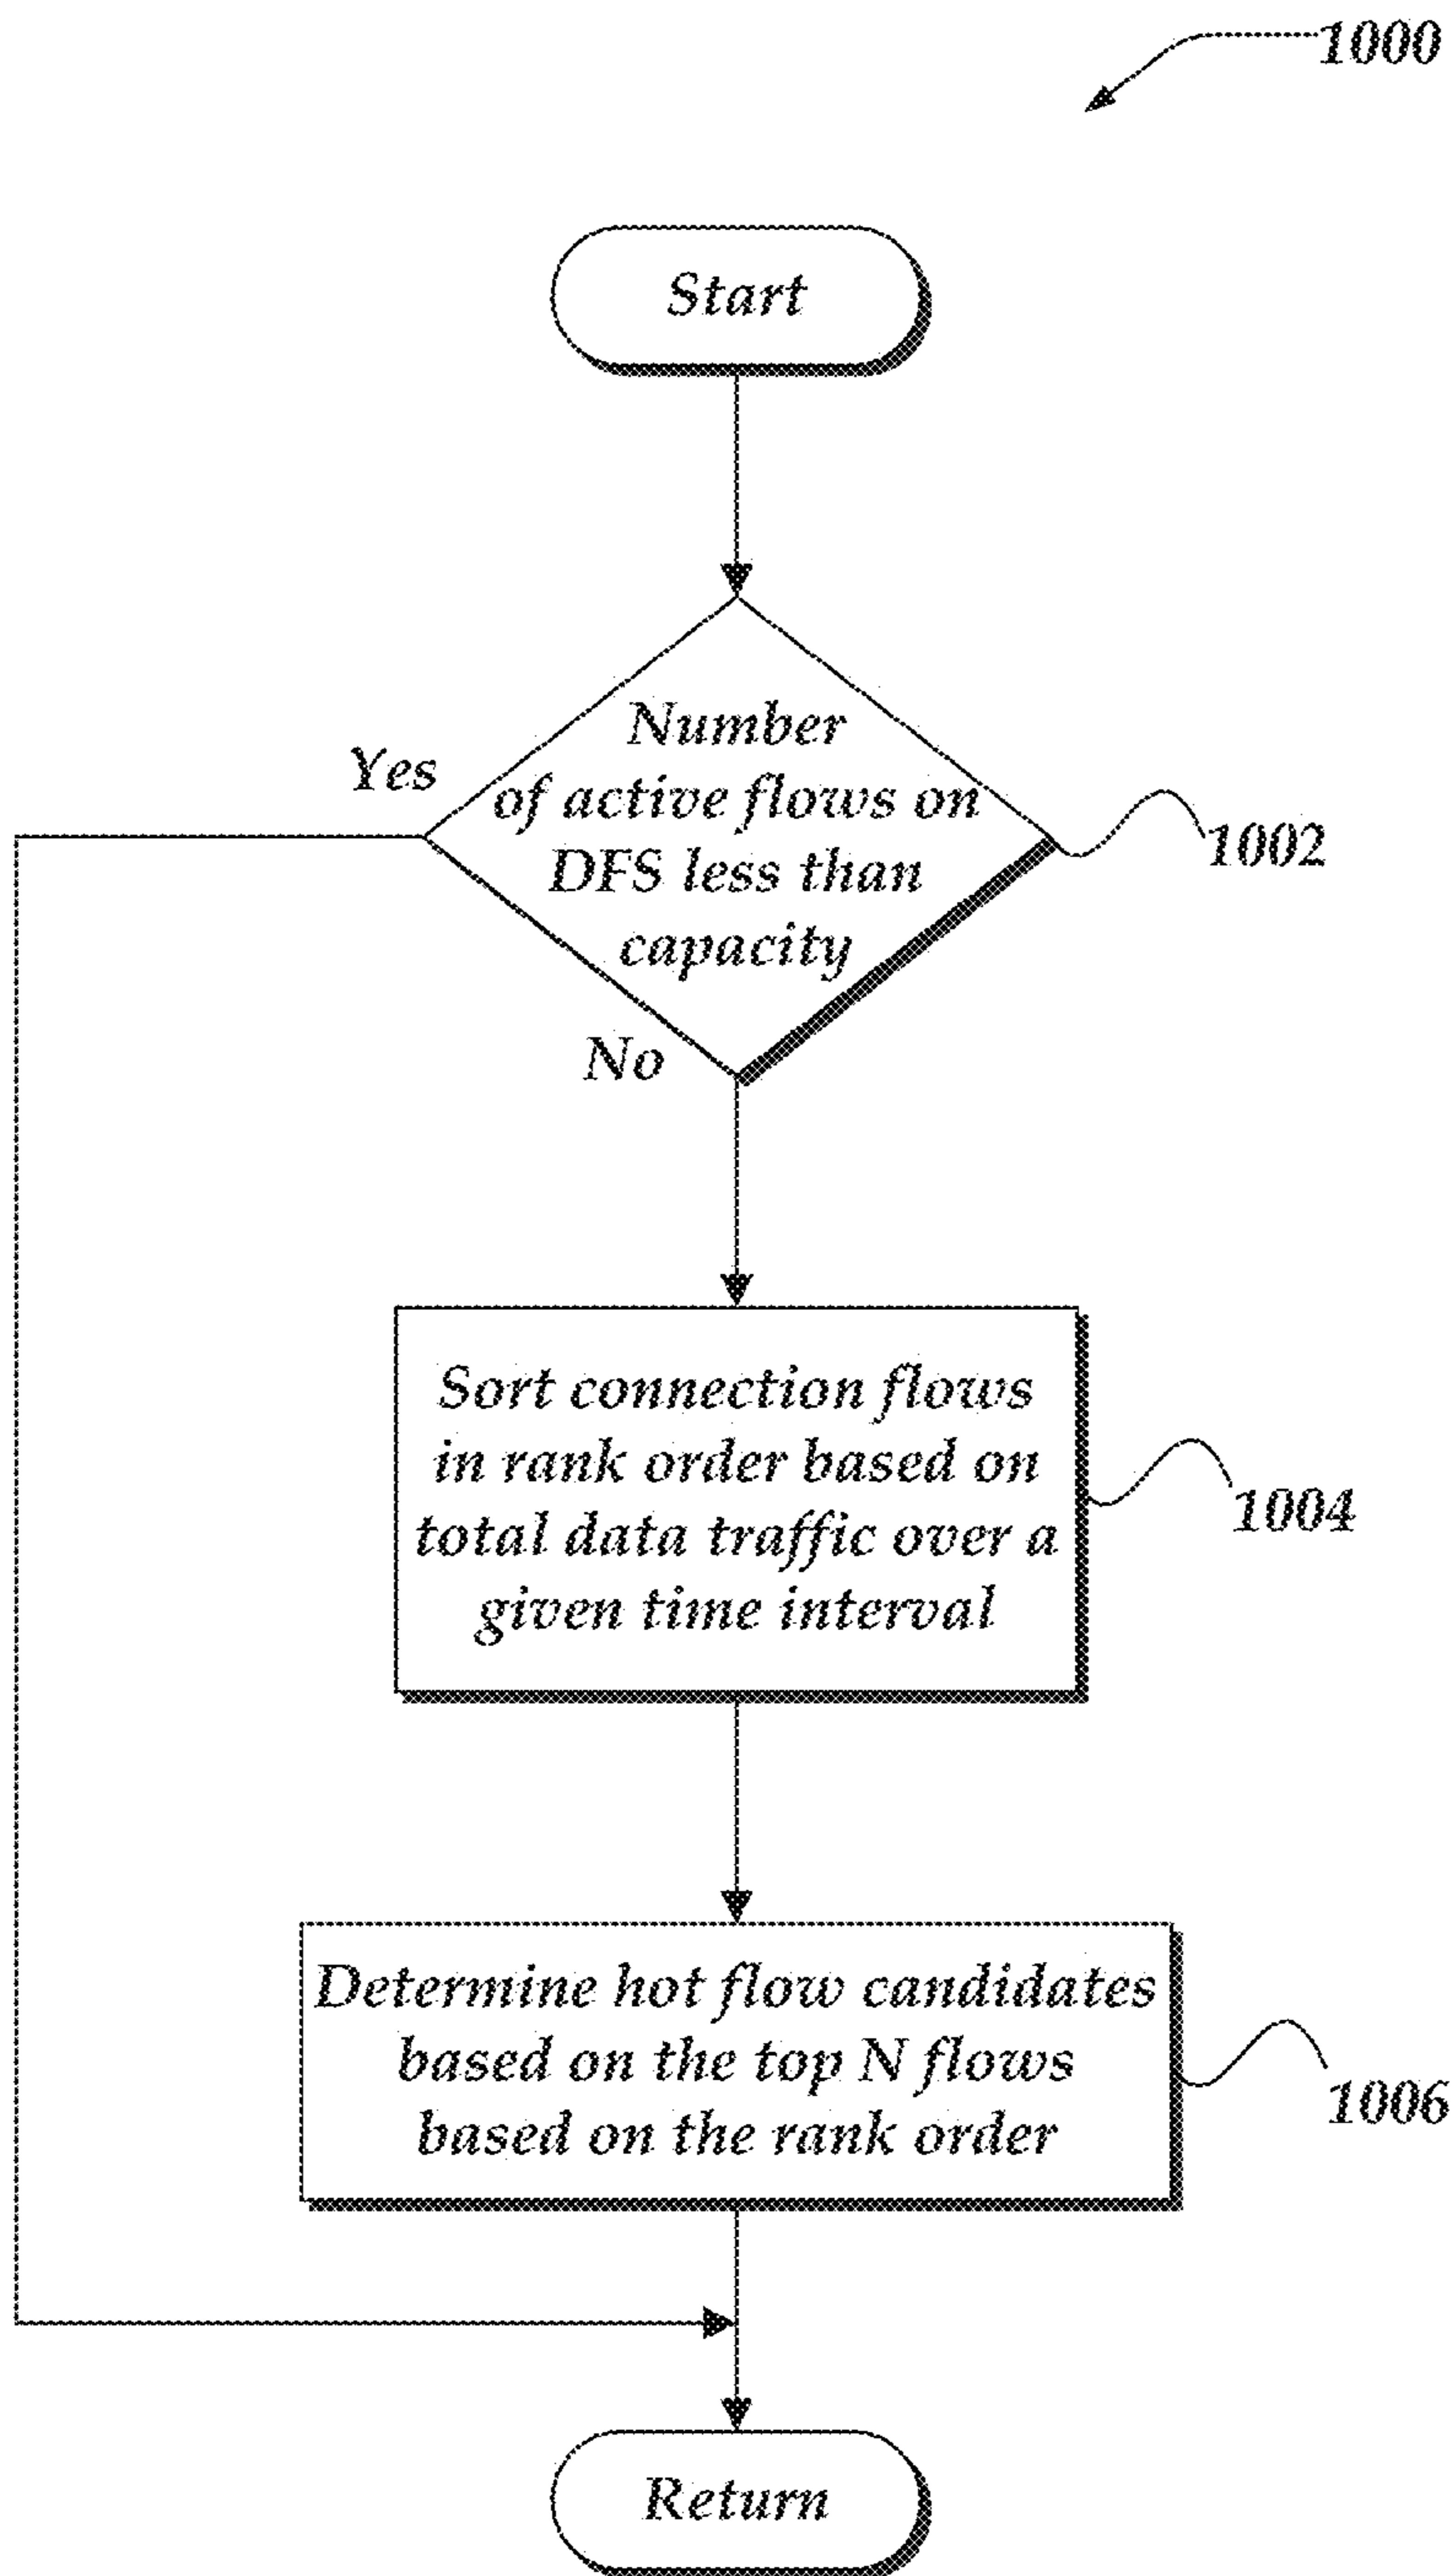 1000
Start
Number
of active flows on
DFS less than
capacity
Yes
1002
No
Sort connection flows
in rank order based on
total data traffic over a
given time interval
1004
Determine hot flow candidates
based on the top N flows
based on the rank order
1006
Return